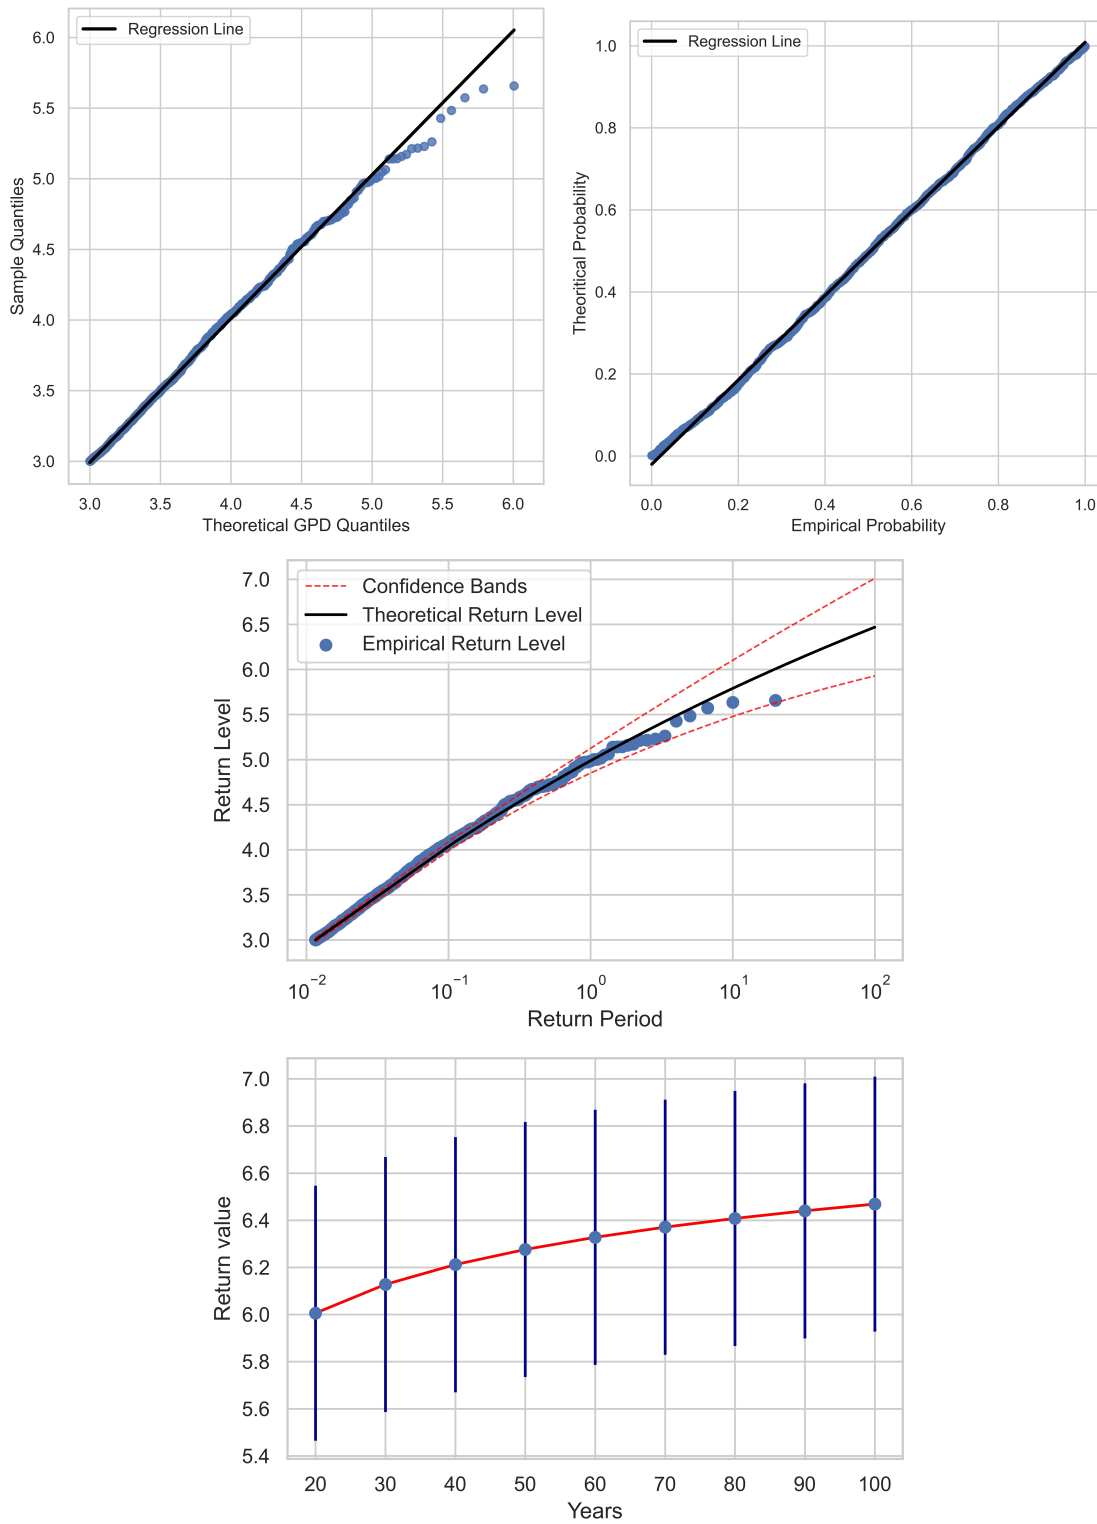 Regression Line
6.0
5.5
5.0
4.5
4.0
3.5
3.0
Sample Quantiles
3.0 3.5 4.0 4.5 5.0 5.5 6.0
Theoretical GPD Quantiles
Regression Line
1.0
0.8
0.6
0.4
0.2
0.0
Theoritical Probability
0.0 0.2 0.4 0.6 0.8 1.0
Empirical Probability
Confidence Bands
Theoretical Return Level
Empirical Return Level
7.0
6.5
6.0
5.5
5.0
4.5
4.0
3.5
3.0
Return Level
10⁻² 10⁻¹ 10⁰ 10¹ 10²
Return Period
7.0
6.8
6.6
6.4
6.2
6.0
5.8
5.6
5.4
Return value
20 30 40 50 60 70 80 90 100
Years